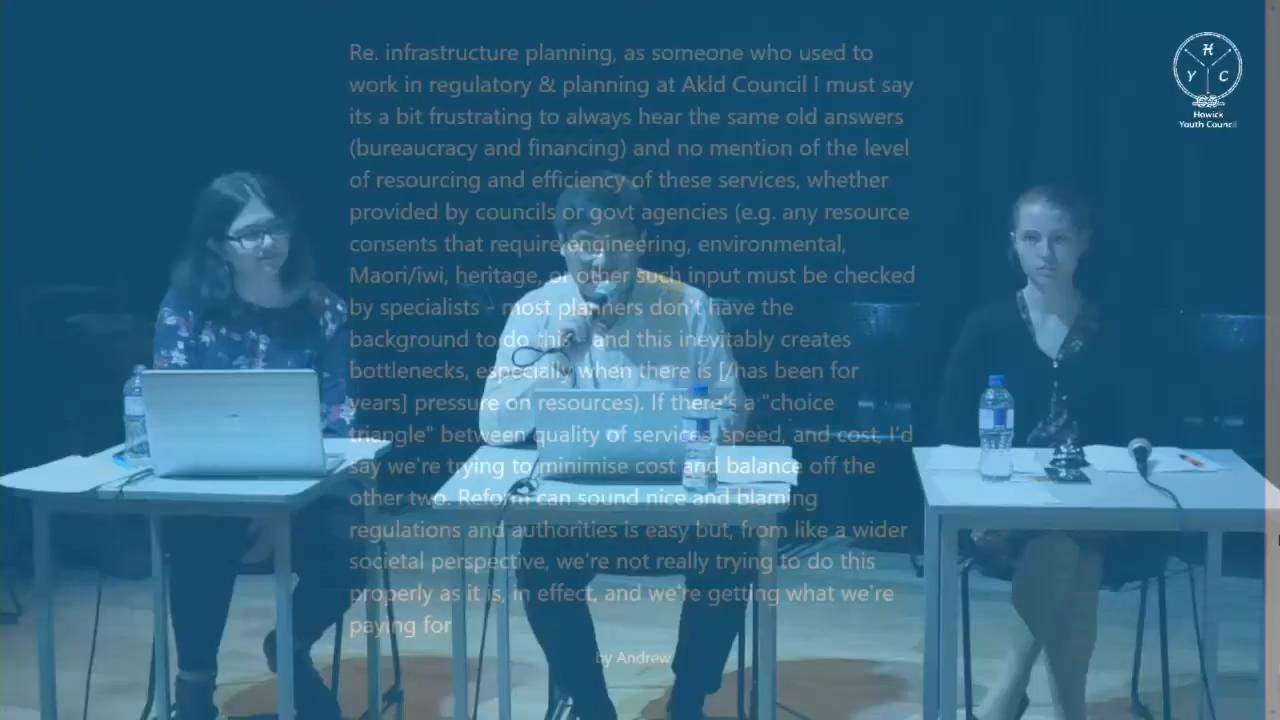 Re. infrastructure planning, as someone who used to
work in regulatory & planning at Akld Council I must say
its a bit frustrating to always hear the same old answers
(bureaucracy and financing) and no mention of the level
of resourcing and efficiency of these services, whether
provided by councils or govt agencies (e.g. any resource
consents that require engineering, environmental,
Maori/iwi, heritage, or other such input must be checked
by specialists - most planners don't have the
background to do this - and this inevitably creates
bottlenecks, especially when there is [/has been for
years] pressure on resources). If there's a "choice
triangle" between quality of service, speed, and cost, I'd
say we're trying to minimise cost and balance off the
other two. Reform can sound nice and blaming
regulations and authorities is easy but, from like a wider
societal perspective, we're not really trying to do this
properly as it is, in effect, and we're getting what we're
paying for
by Andrew
H
Y C
Howick
Youth Council